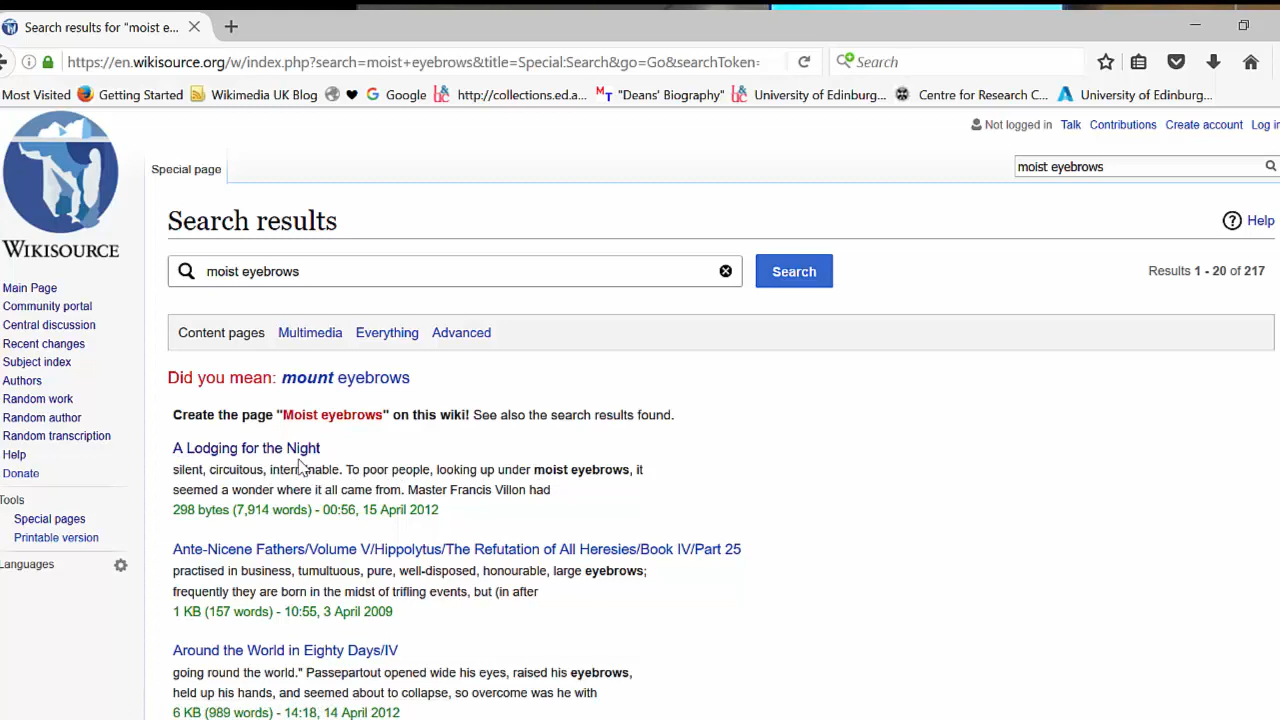 Search results for "moist e...
https://en.wikisource.org/w/index.php?search=moist+eyebrows&title=Special:Search&go=Go&searchToken=
Search
Most Visited Getting Started Wikimedia UK Blog Google http://collections.ed.a... "Deans' Biography" University of Edinburg... Centre for Research C... University of Edinburg...
Not logged in Talk Contributions Create account Log in
Special page
moist eyebrows
WIKISOURCE
Search results
Help
moist eyebrows
Search
Results 1 - 20 of 217
Main Page
Community portal
Central discussion
Recent changes
Subject index
Authors
Random work
Random author
Random transcription
Help
Donate
Tools
Special pages
Printable version
Languages
Content pages Multimedia Everything Advanced
Did you mean: mount eyebrows
Create the page "Moist eyebrows" on this wiki! See also the search results found.
A Lodging for the Night
silent, circuitous, interminable. To poor people, looking up under moist eyebrows, it
seemed a wonder where it all came from. Master Francis Villon had
298 bytes (7,914 words) - 00:56, 15 April 2012
Ante-Nicene Fathers/Volume V/Hippolytus/The Refutation of All Heresies/Book IV/Part 25
practised in business, tumultuous, pure, well-disposed, honourable, large eyebrows;
frequently they are born in the midst of trifling events, but (in after
1 KB (157 words) - 10:55, 3 April 2009
Around the World in Eighty Days/IV
going round the world." Passepartout opened wide his eyes, raised his eyebrows,
held up his hands, and seemed about to collapse, so overcome was he with
6 KB (989 words) - 14:18, 14 April 2012